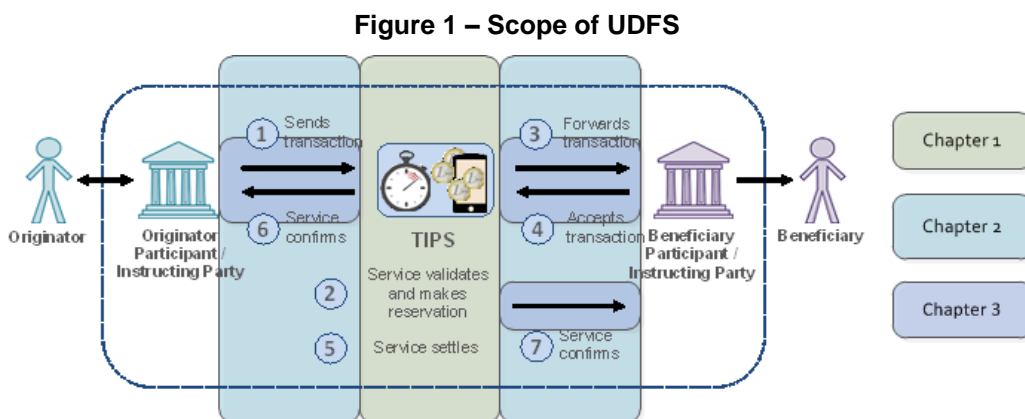 Figure 1 – Scope of UDFS
1 Sends
transaction
3 Forwards
transaction
Chapter 1
6 Service
confirms
TIPS
4 Accepts
transaction
Originator
Originator
Participant /
Instructing Party
Beneficiary
Participant /
Instructing Party
Beneficiary
Chapter 2
2
Service validates
and makes
reservation
5
Service settles
7 Service
confirms
Chapter 3